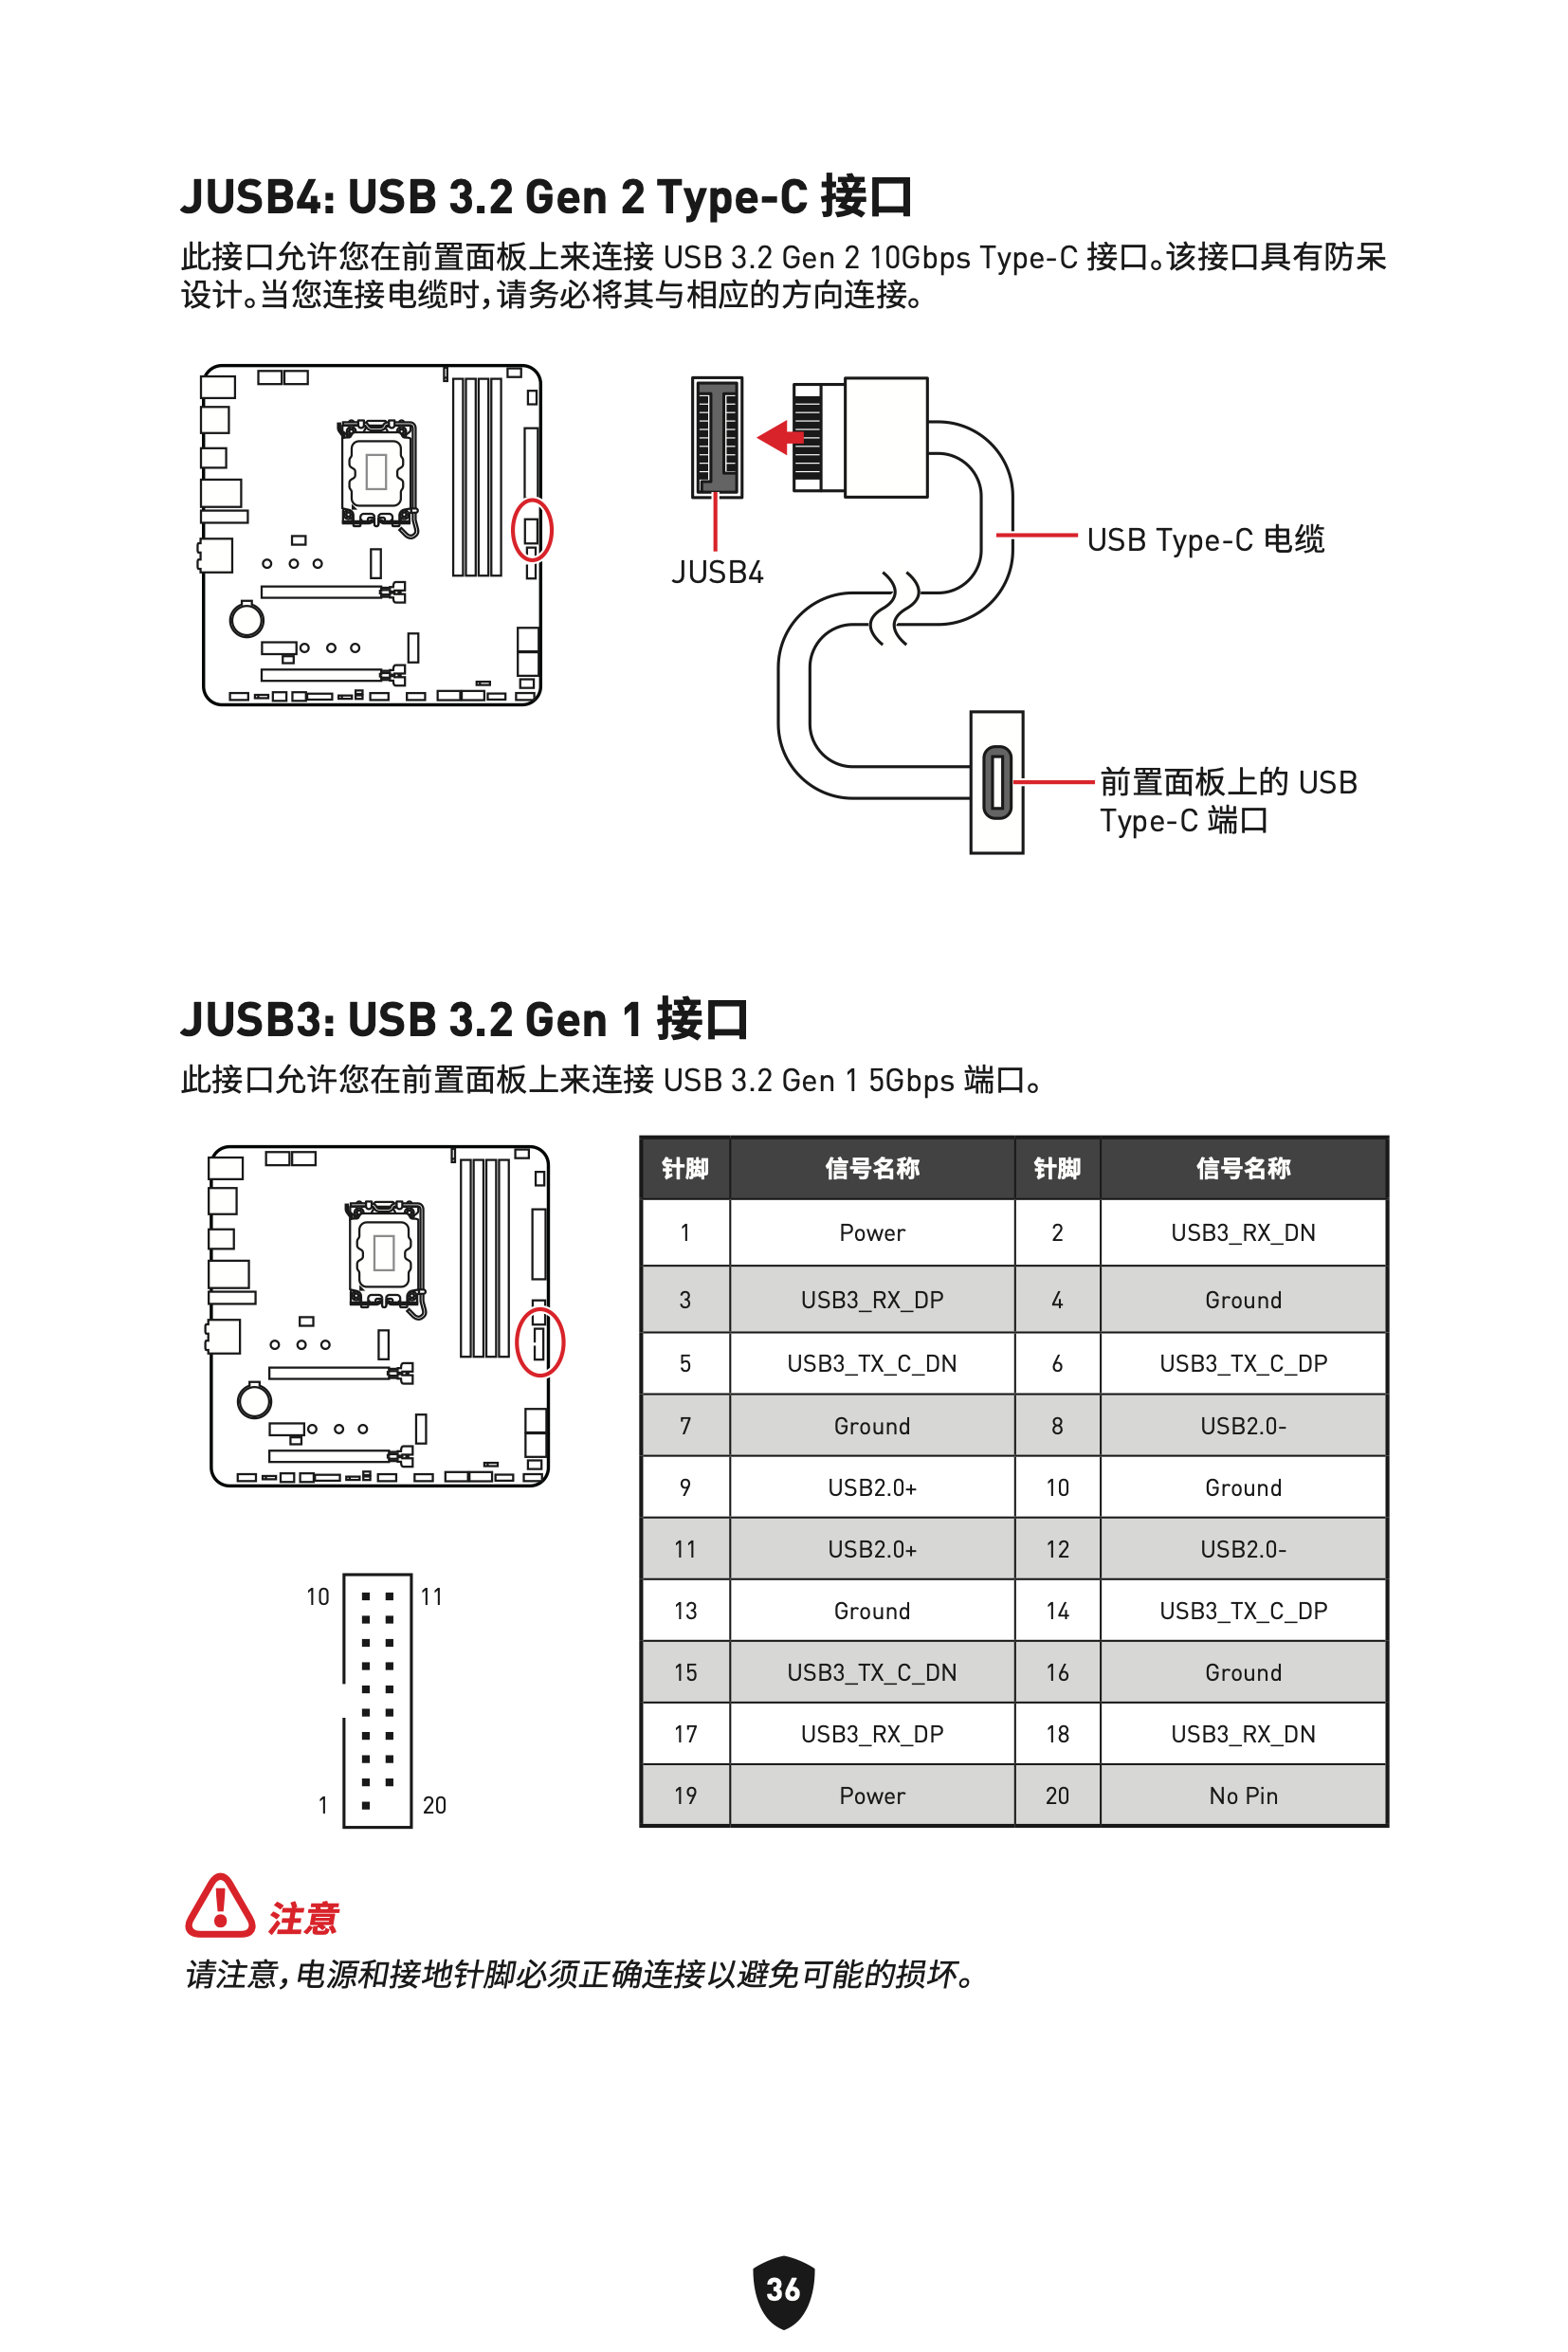 JUSB4: USB 3.2 Gen 2 Type-C 接口
此接口允许您在前置面板上来连接 USB 3.2 Gen 2 10Gbps Type-C 接口。该接口具有防呆
设计。当您连接电缆时，请务必将其与相应的方向连接。
JUSB4
USB Type-C 电缆
前置面板上的 USB
Type-C 端口
JUSB3: USB 3.2 Gen 1 接口
此接口允许您在前置面板上来连接 USB 3.2 Gen 1 5Gbps 端口。
10 11
1 20
针脚 信号名称 针脚 信号名称
1 Power 2 USB3_RX_DN
3 USB3_RX_DP 4 Ground
5 USB3_TX_C_DN 6 USB3_TX_C_DP
7 Ground 8 USB2.0-
9 USB2.0+ 10 Ground
11 USB2.0+ 12 USB2.0-
13 Ground 14 USB3_TX_C_DP
15 USB3_TX_C_DN 16 Ground
17 USB3_RX_DP 18 USB3_RX_DN
19 Power 20 No Pin
注意
请注意，电源和接地针脚必须正确连接以避免可能的损坏。
36